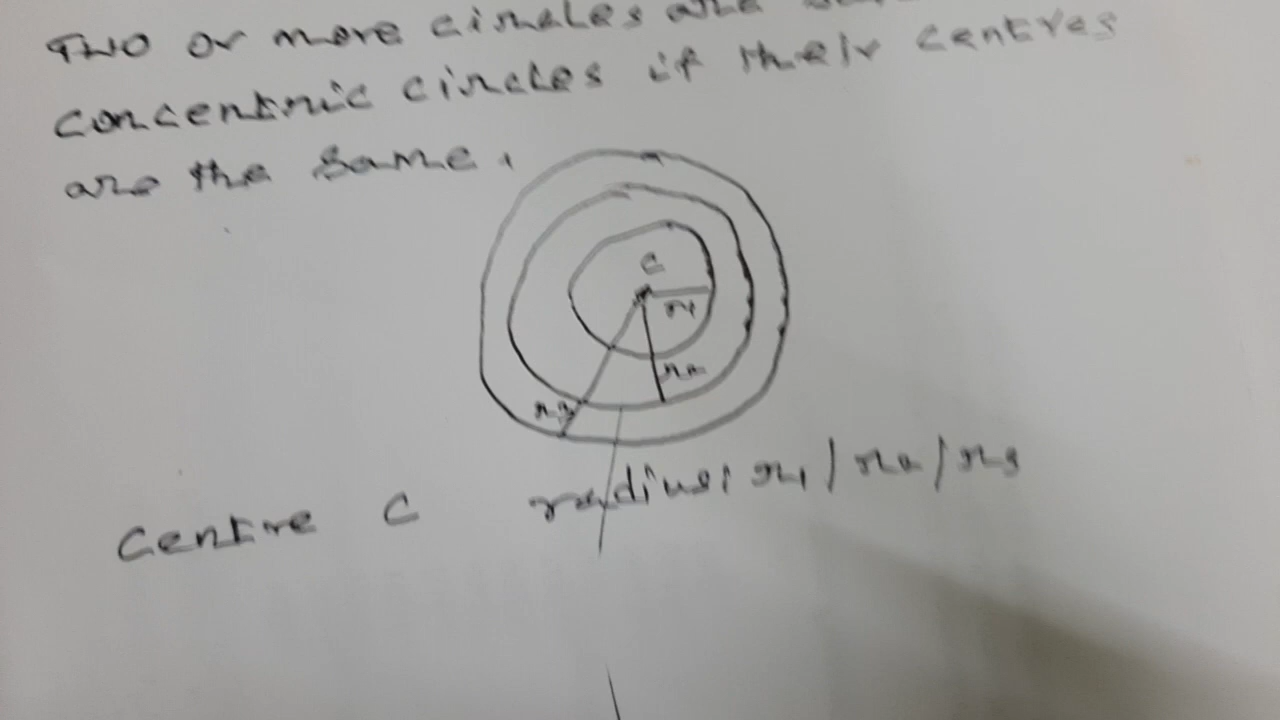 Two or more circles are
concentric circles if their centres
are the same.
C
r1
r2
r3
Centre C radius: r1/r2/r3